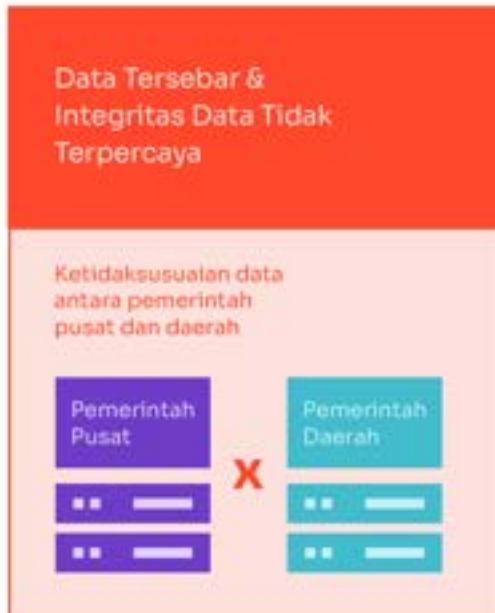 Data Tersebar &
Integritas Data Tidak
Terpercaya
Ketidaksusuaian data
antara pemerintah
pusat dan daerah
Pemerintah
Pusat
X
Pemerintah
Daerah